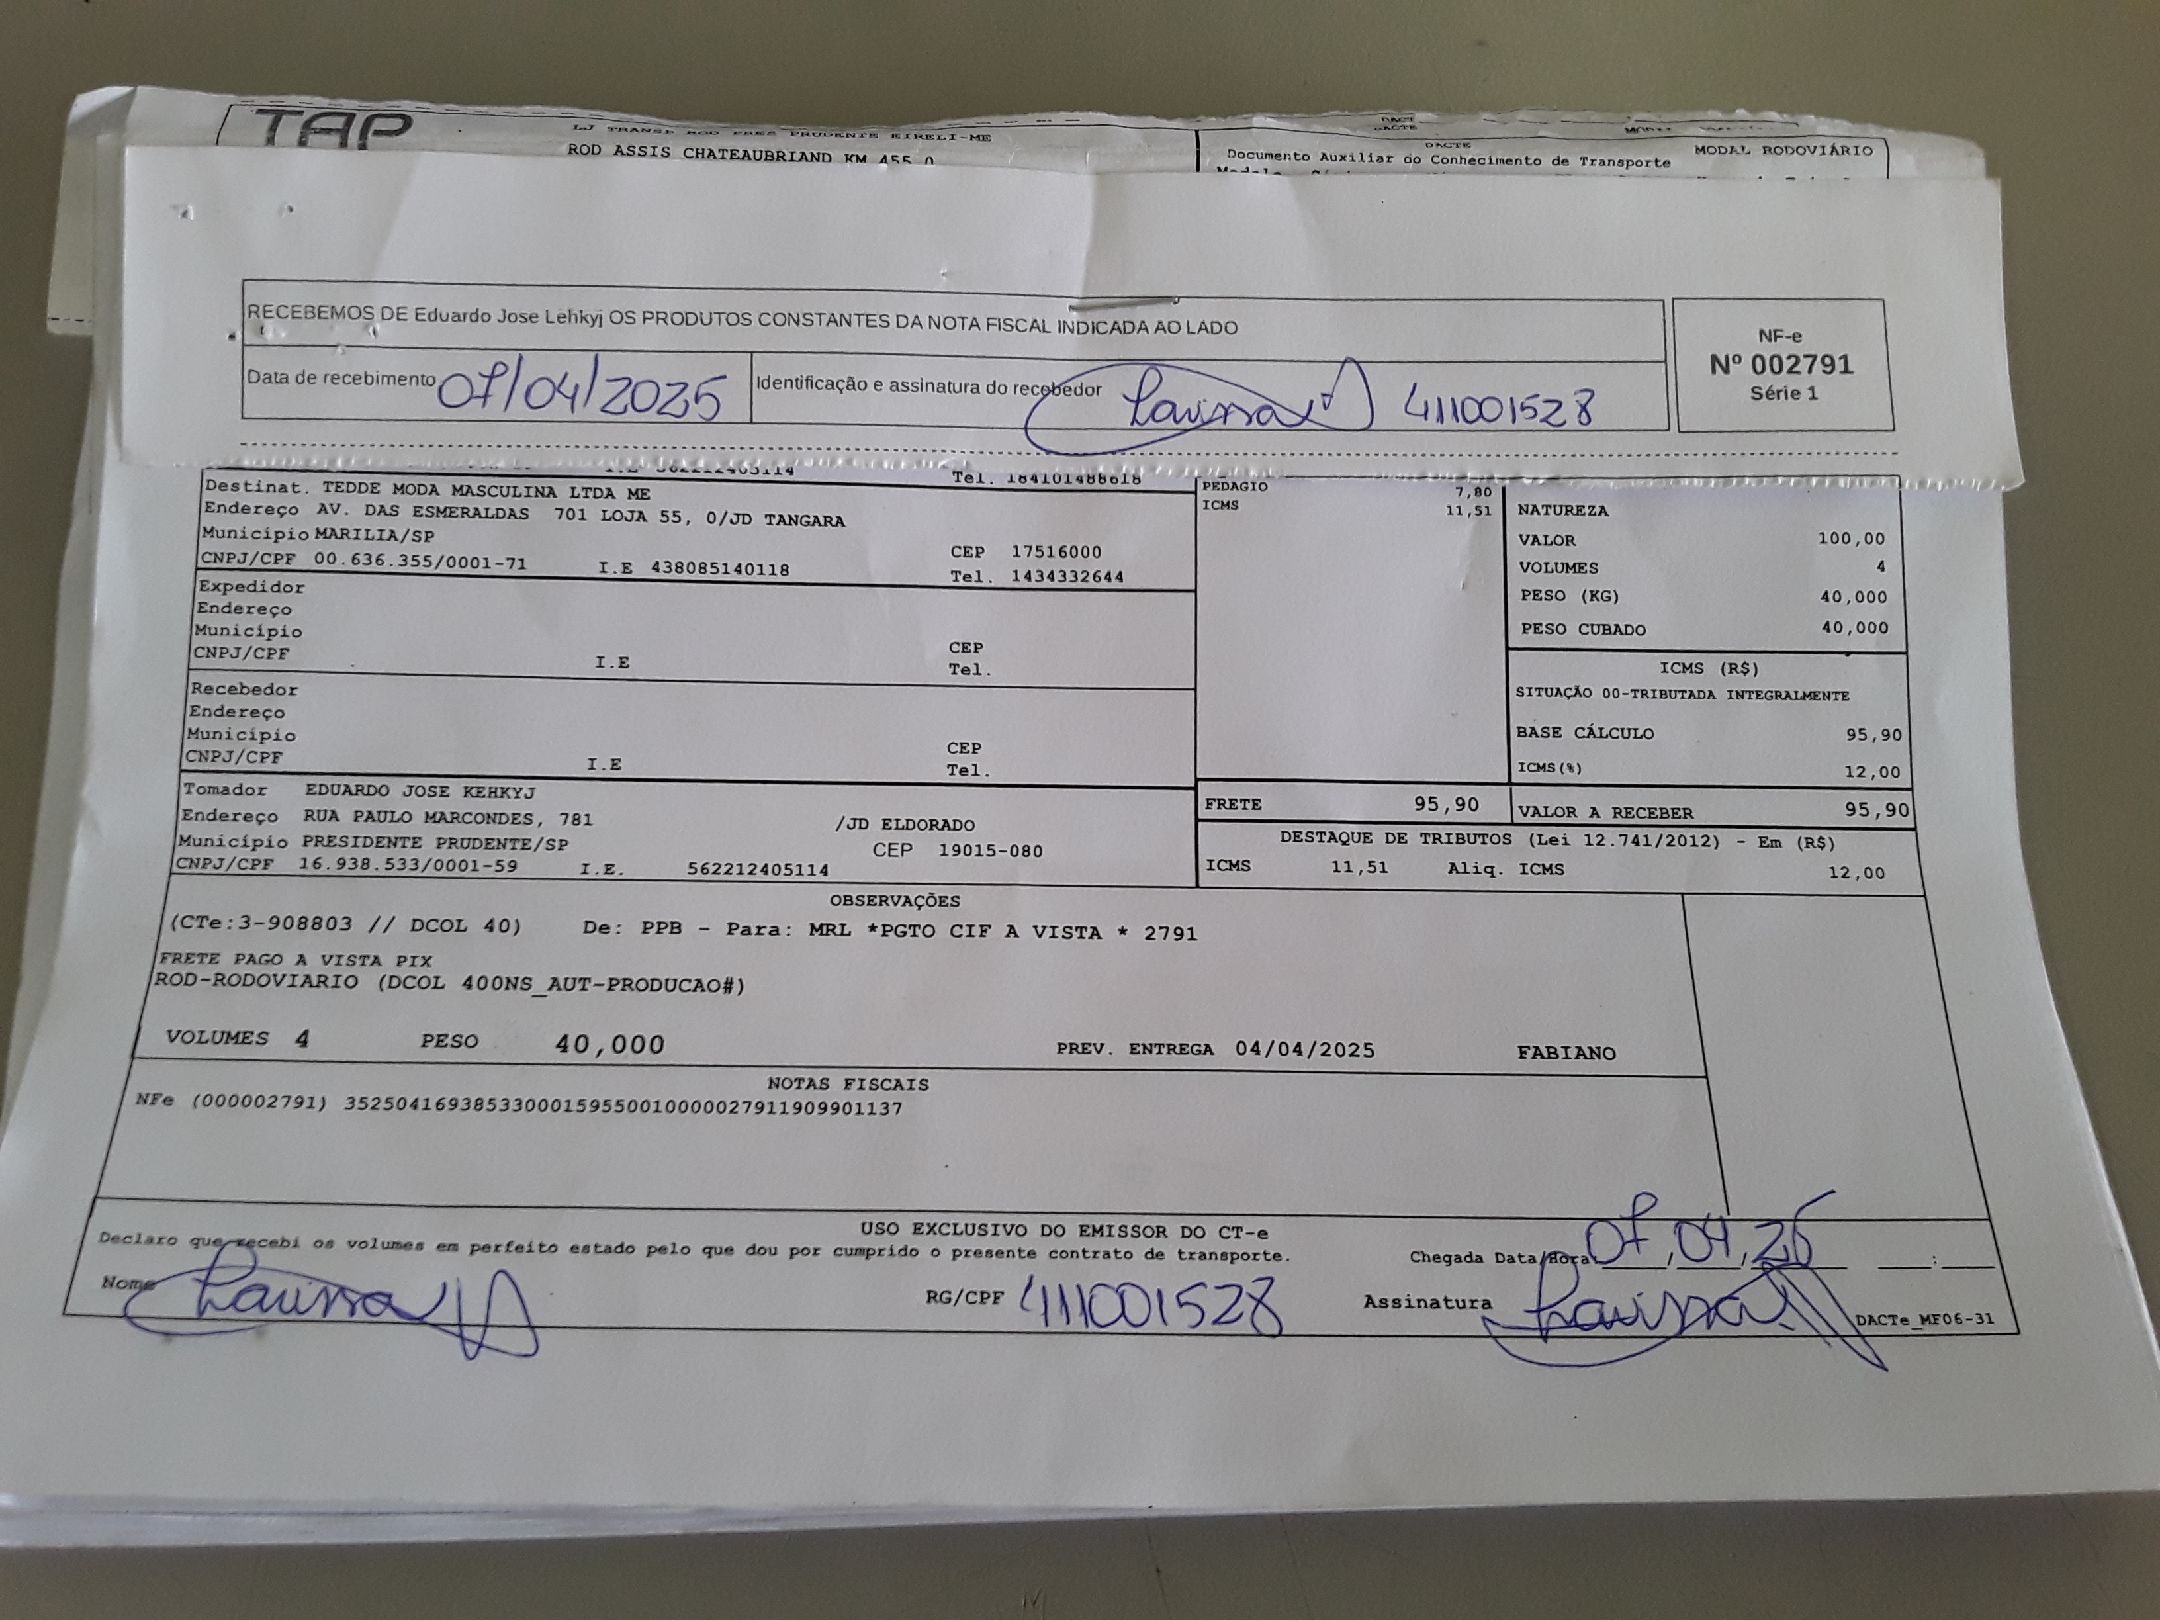 TAP
LJ TRANSP ROD PRES PRUDENTE EIRELI-ME
ROD ASSIS CHATEAUBRIAND KM 455 0
DACTE
Documento Auxiliar do Conhecimento de Transporte
MODAL RODOVIÁRIO
RECEBEMOS DE Eduardo Jose Lehkyj OS PRODUTOS CONSTANTES DA NOTA FISCAL INDICADA AO LADO
Data de recebimento 07/04/2025
Identificação e assinatura do recebedor Larissa 411001528
NF-e
Nº 002791
Série 1
I.E 562212405114 Tel. 184101488618
Destinat. TEDDE MODA MASCULINA LTDA ME
Endereço AV. DAS ESMERALDAS 701 LOJA 55, 0/JD TANGARA
Município MARILIA/SP CEP 17516000
CNPJ/CPF 00.636.355/0001-71 I.E 438085140118 Tel. 1434332644
Expedidor
Endereço
Município CEP
CNPJ/CPF I.E Tel.
Recebedor
Endereço
Município CEP
CNPJ/CPF I.E Tel.
Tomador EDUARDO JOSE KEHKYJ
Endereço RUA PAULO MARCONDES, 781 /JD ELDORADO
Município PRESIDENTE PRUDENTE/SP CEP 19015-080
CNPJ/CPF 16.938.533/0001-59 I.E. 562212405114
PEDAGIO 7,80
ICMS 11,51
NATUREZA
VALOR 100,00
VOLUMES 4
PESO (KG) 40,000
PESO CUBADO 40,000
ICMS (R$)
SITUAÇÃO 00-TRIBUTADA INTEGRALMENTE
BASE CÁLCULO 95,90
ICMS(%) 12,00
FRETE 95,90 VALOR A RECEBER 95,90
DESTAQUE DE TRIBUTOS (Lei 12.741/2012) - Em (R$)
ICMS 11,51 Aliq. ICMS 12,00
OBSERVAÇÕES
(CTe:3-908803 // DCOL 40) De: PPB - Para: MRL *PGTO CIF A VISTA * 2791
FRETE PAGO A VISTA PIX
ROD-RODOVIARIO (DCOL 400NS_AUT-PRODUCAO#)
VOLUMES 4 PESO 40,000 PREV. ENTREGA 04/04/2025 FABIANO
NOTAS FISCAIS
NFe (000002791) 35250416938533000159550010000027911909901137
USO EXCLUSIVO DO EMISSOR DO CT-e
Declaro que recebi os volumes em perfeito estado pelo que dou por cumprido o presente contrato de transporte.
Chegada Data/Hora 07,04,25 :
Nome Larissa RG/CPF 411001528 Assinatura Larissa
DACTe_MF06-31